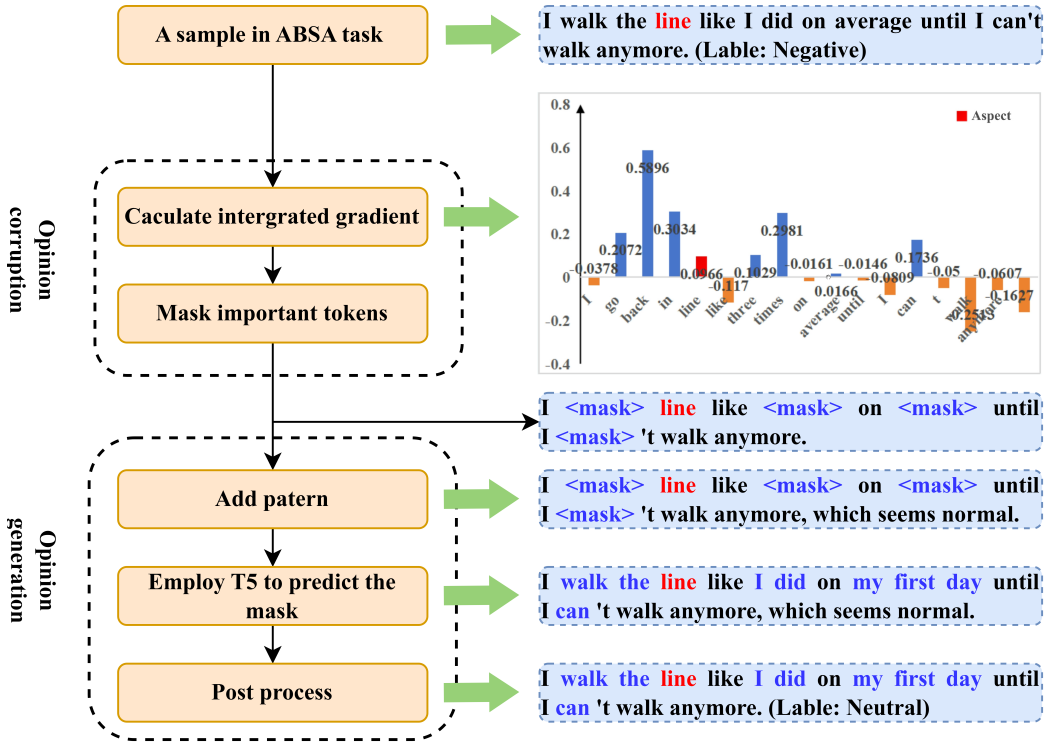 A sample in ABSA task
I walk the line like I did on average until I can't
walk anymore. (Lable: Negative)
Opinion
corruption
Caculate intergrated gradient
Mask important tokens
0.8
0.6
0.4
0.2
0
-0.2
-0.4
Aspect
-0.0378
0.2072
0.5896
0.3034
0.0966
-0.117
0.1029
0.2981
-0.0161
0.0166
-0.0146
-0.0809
0.1736
-0.05
-0.0607
-0.1627
I
go
back
in
line
like
three
times
on
average
until
I
can
t
walk
I <mask> line like <mask> on <mask> until
I <mask> 't walk anymore.
Opinion
generation
Add patern
I <mask> line like <mask> on <mask> until
I <mask> 't walk anymore, which seems normal.
Employ T5 to predict the
mask
I walk the line like I did on my first day until
I can 't walk anymore, which seems normal.
Post process
I walk the line like I did on my first day until
I can 't walk anymore. (Lable: Neutral)